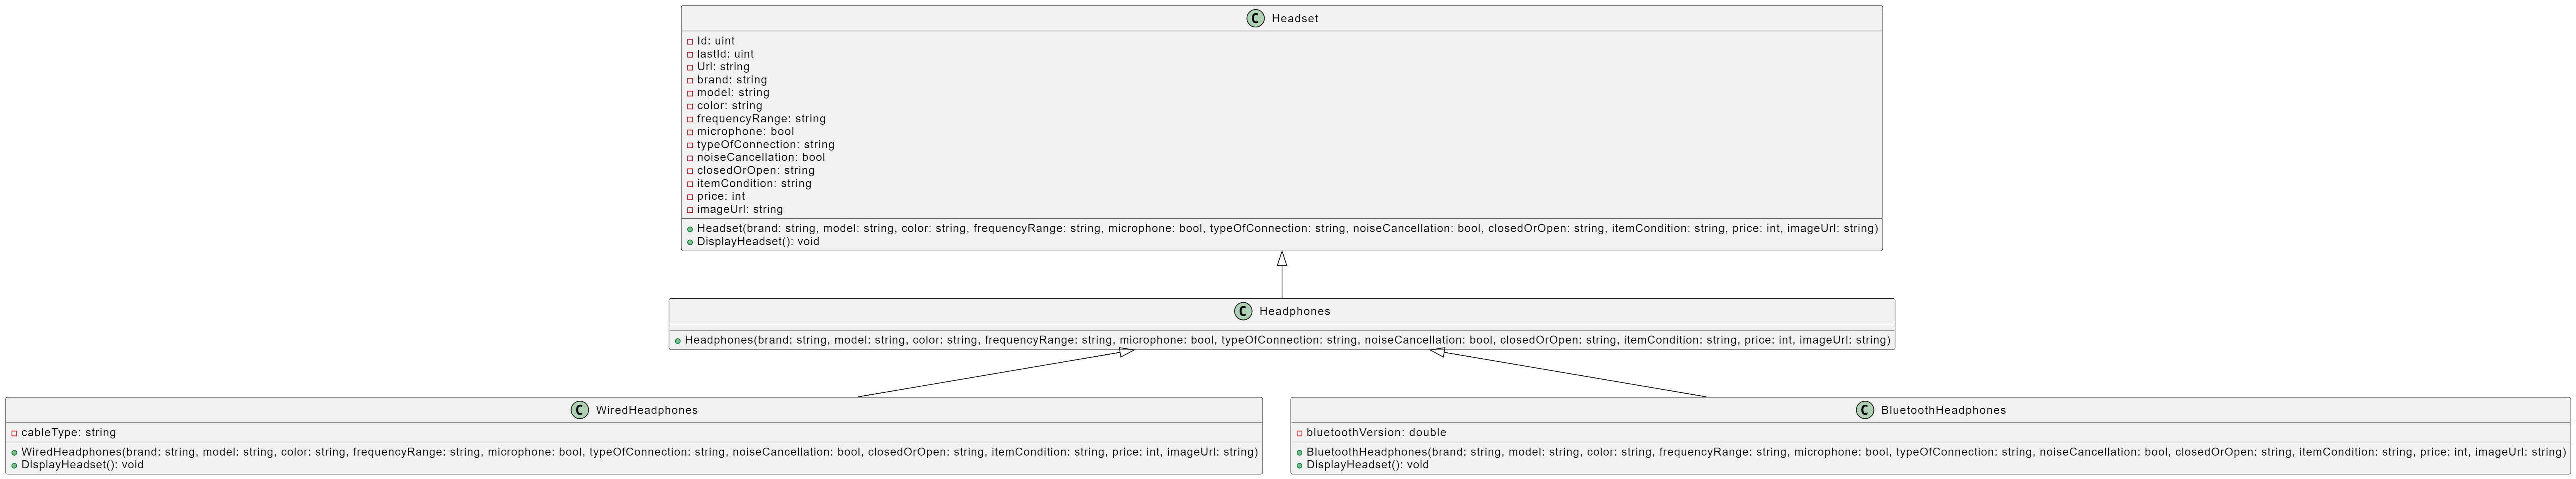 C Headset
Id: uint
lastId: uint
Url: string
brand: string
model: string
color: string
frequencyRange: string
microphone: bool
typeOfConnection: string
noiseCancellation: bool
closedOrOpen: string
itemCondition: string
price: int
imageUrl: string
Headset(brand: string, model: string, color: string, frequencyRange: string, microphone: bool, typeOfConnection: string, noiseCancellation: bool, closedOrOpen: string, itemCondition: string, price: int, imageUrl: string)
DisplayHeadset(): void
C Headphones
Headphones(brand: string, model: string, color: string, frequencyRange: string, microphone: bool, typeOfConnection: string, noiseCancellation: bool, closedOrOpen: string, itemCondition: string, price: int, imageUrl: string)
C WiredHeadphones
cableType: string
WiredHeadphones(brand: string, model: string, color: string, frequencyRange: string, microphone: bool, typeOfConnection: string, noiseCancellation: bool, closedOrOpen: string, itemCondition: string, price: int, imageUrl: string)
DisplayHeadset(): void
C BluetoothHeadphones
bluetoothVersion: double
BluetoothHeadphones(brand: string, model: string, color: string, frequencyRange: string, microphone: bool, typeOfConnection: string, noiseCancellation: bool, closedOrOpen: string, itemCondition: string, price: int, imageUrl: string)
DisplayHeadset(): void